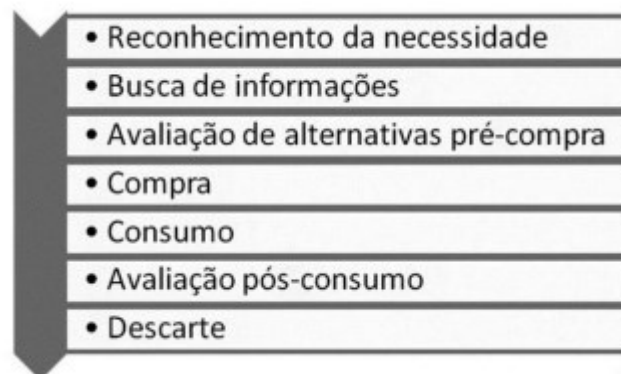 • Reconhecimento da necessidade
• Busca de informações
• Avaliação de alternativas pré-compra
• Compra
• Consumo
• Avaliação pós-consumo
• Descarte